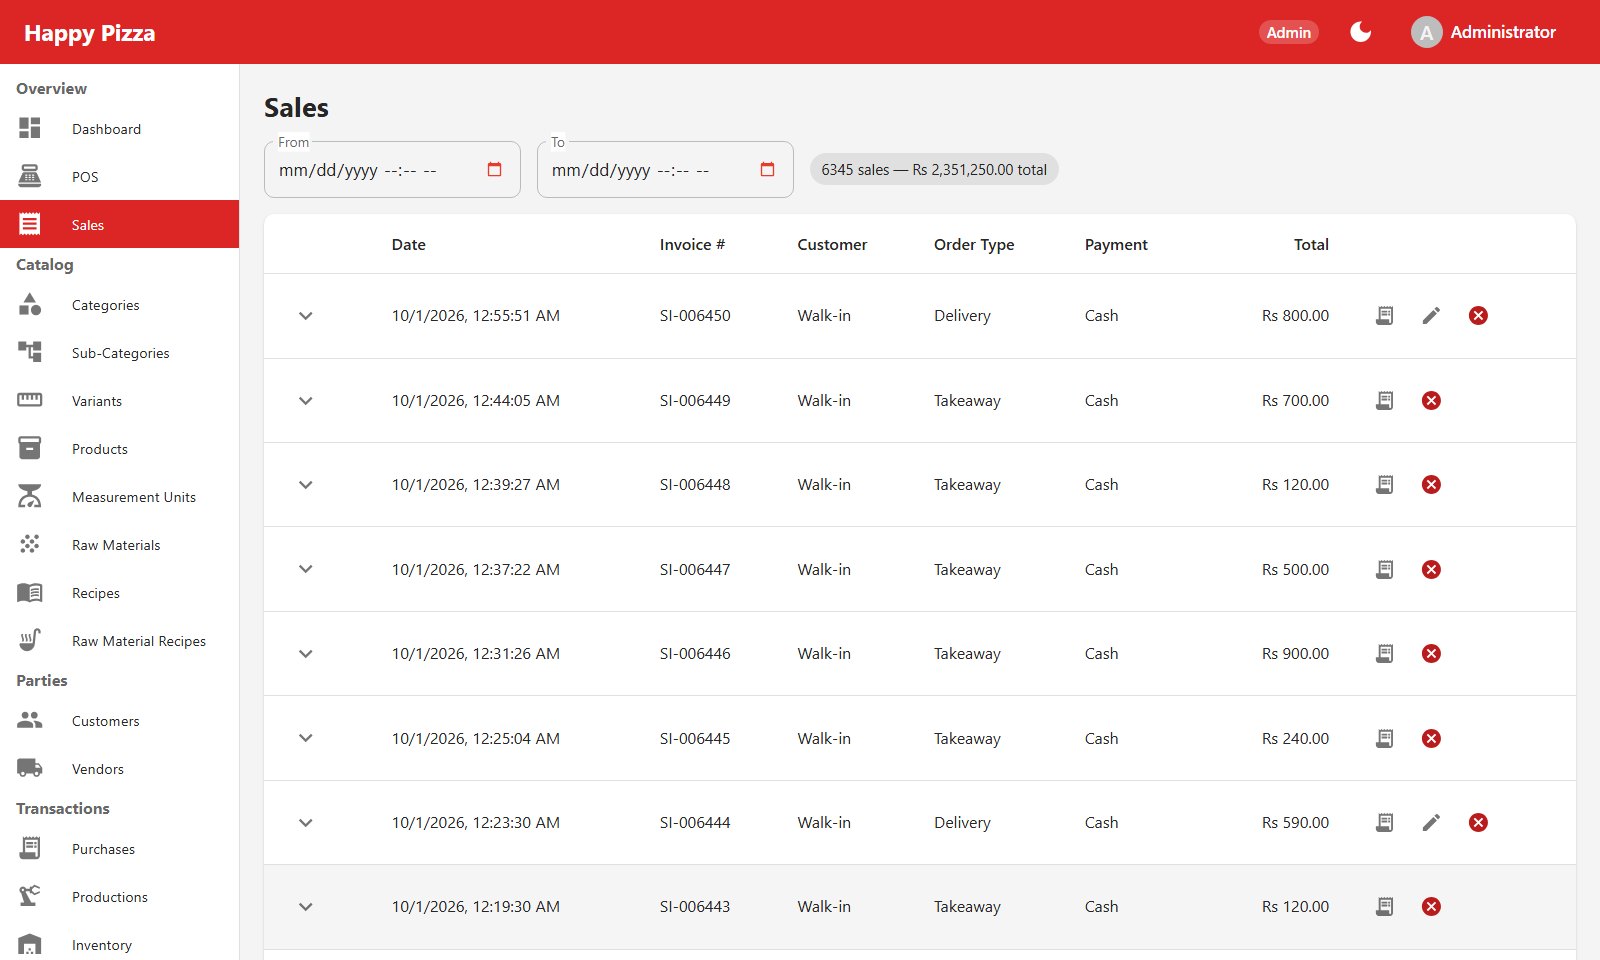 Happy Pizza
Admin
A Administrator
Overview
Dashboard
POS
Sales
Catalog
Categories
Sub-Categories
Variants
Products
Measurement Units
Raw Materials
Recipes
Raw Material Recipes
Parties
Customers
Vendors
Transactions
Purchases
Productions
Inventory
Sales
From
mm/dd/yyyy --:-- --
To
mm/dd/yyyy --:-- --
6345 sales — Rs 2,351,250.00 total
Date Invoice # Customer Order Type Payment Total
10/1/2026, 12:55:51 AM SI-006450 Walk-in Delivery Cash Rs 800.00
10/1/2026, 12:44:05 AM SI-006449 Walk-in Takeaway Cash Rs 700.00
10/1/2026, 12:39:27 AM SI-006448 Walk-in Takeaway Cash Rs 120.00
10/1/2026, 12:37:22 AM SI-006447 Walk-in Takeaway Cash Rs 500.00
10/1/2026, 12:31:26 AM SI-006446 Walk-in Takeaway Cash Rs 900.00
10/1/2026, 12:25:04 AM SI-006445 Walk-in Takeaway Cash Rs 240.00
10/1/2026, 12:23:30 AM SI-006444 Walk-in Delivery Cash Rs 590.00
10/1/2026, 12:19:30 AM SI-006443 Walk-in Takeaway Cash Rs 120.00